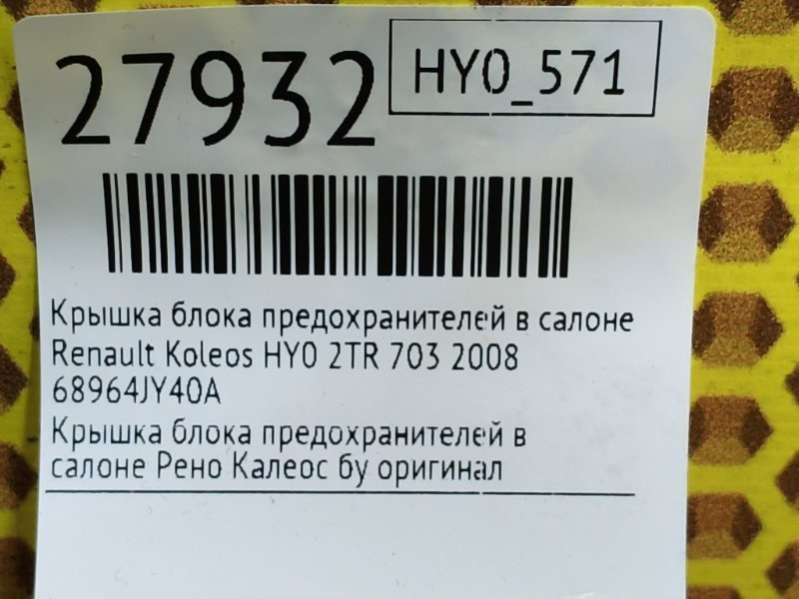 27932
HY0_571
Крышка блока предохранителей в салоне
Renault Koleos HY0 2TR 703 2008
68964JY40A
Крышка блока предохранителей в
салоне Рено Калеос бу оригинал